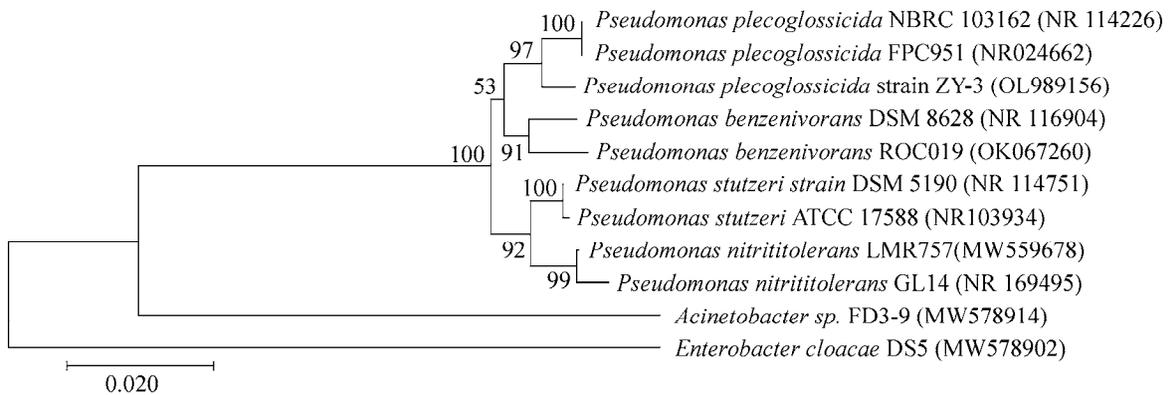 100
Pseudomonas plecoglossicida NBRC 103162 (NR 114226)
97
Pseudomonas plecoglossicida FPC951 (NR024662)
53
Pseudomonas plecoglossicida strain ZY-3 (OL989156)
Pseudomonas benzenivorans DSM 8628 (NR 116904)
100
91
Pseudomonas benzenivorans ROC019 (OK067260)
100
Pseudomonas stutzeri strain DSM 5190 (NR 114751)
Pseudomonas stutzeri ATCC 17588 (NR103934)
92
Pseudomonas nitrititolerans LMR757(MW559678)
99
Pseudomonas nitrititolerans GL14 (NR 169495)
Acinetobacter sp. FD3-9 (MW578914)
Enterobacter cloacae DS5 (MW578902)
0.020